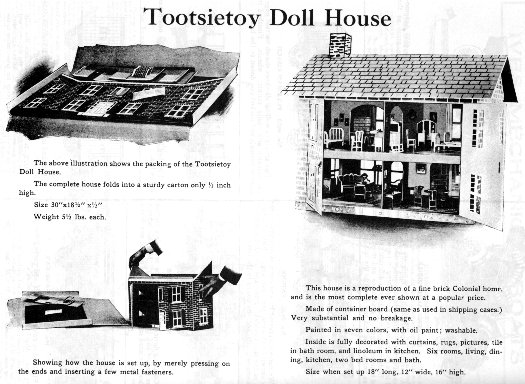 Tootsietoy Doll House
The above illustration shows the packing of the Tootsietoy
Doll House.
The complete house folds into a sturdy carton only ½ inch
high.
Size 30"x18½" x½"
Weight 5½ lbs. each.
Showing how the house is set up, by merely pressing on
the ends and inserting a few metal fasteners.
This house is a reproduction of a fine brick Colonial home,
and is the most complete ever shown at a popular price.
Made of container board (same as used in shipping cases.)
Very substantial and no breakage.
Painted in seven colors, with oil paint; washable.
Inside is fully decorated with curtains, rugs, pictures, tile
in bath room, and linoleum in kitchen. Six rooms, living, din-
ing, kitchen, two bed rooms and bath.
Size when set up 18" long, 12" wide, 16" high.